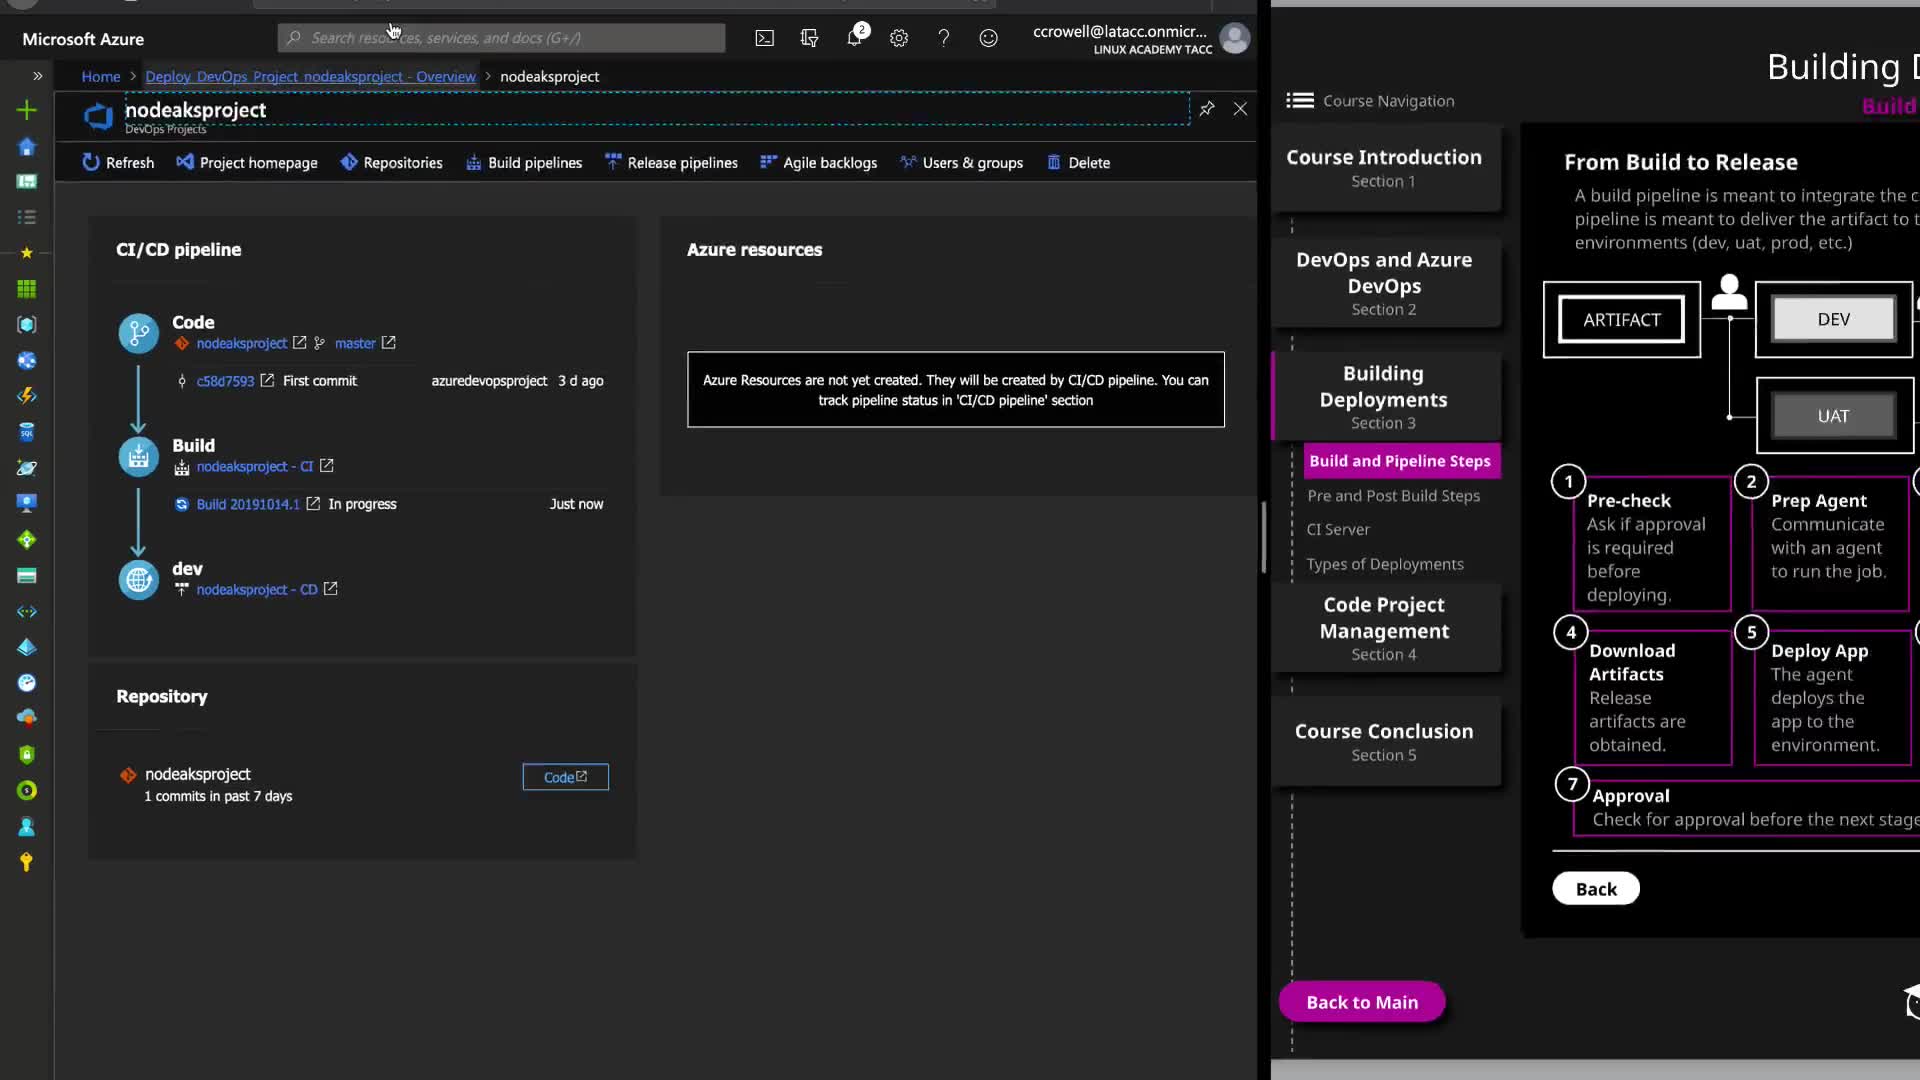 Microsoft Azure
Search resources, services, and docs (G+/)
2
ccrowell@latacc.onmicr...
LINUX ACADEMY TACC
Home > Deploy_DevOps_Project_nodeaksproject - Overview > nodeaksproject
nodeaksproject
DevOps Projects
Refresh
Project homepage
Repositories
Build pipelines
Release pipelines
Agile backlogs
Users & groups
Delete
CI/CD pipeline
Code
nodeaksproject master
c58d7593 First commit azuredevopsproject 3 d ago
Build
nodeaksproject - CI
Build 20191014.1 In progress Just now
dev
nodeaksproject - CD
Repository
nodeaksproject
1 commits in past 7 days
Code
Azure resources
Azure Resources are not yet created. They will be created by CI/CD pipeline. You can
track pipeline status in 'CI/CD pipeline' section
Course Navigation
Course Introduction
Section 1
DevOps and Azure
DevOps
Section 2
Building
Deployments
Section 3
Build and Pipeline Steps
Pre and Post Build Steps
CI Server
Types of Deployments
Code Project
Management
Section 4
Course Conclusion
Section 5
Back to Main
Building
Build
From Build to Release
A build pipeline is meant to integrate the
pipeline is meant to deliver the artifact to
environments (dev, uat, prod, etc.)
ARTIFACT
DEV
UAT
1
Pre-check
Ask if approval
is required
before
deploying.
2
Prep Agent
Communicate
with an agent
to run the job.
4
Download
Artifacts
Release
artifacts are
obtained.
5
Deploy App
The agent
deploys the
app to the
environment.
7
Approval
Check for approval before the next stage
Back